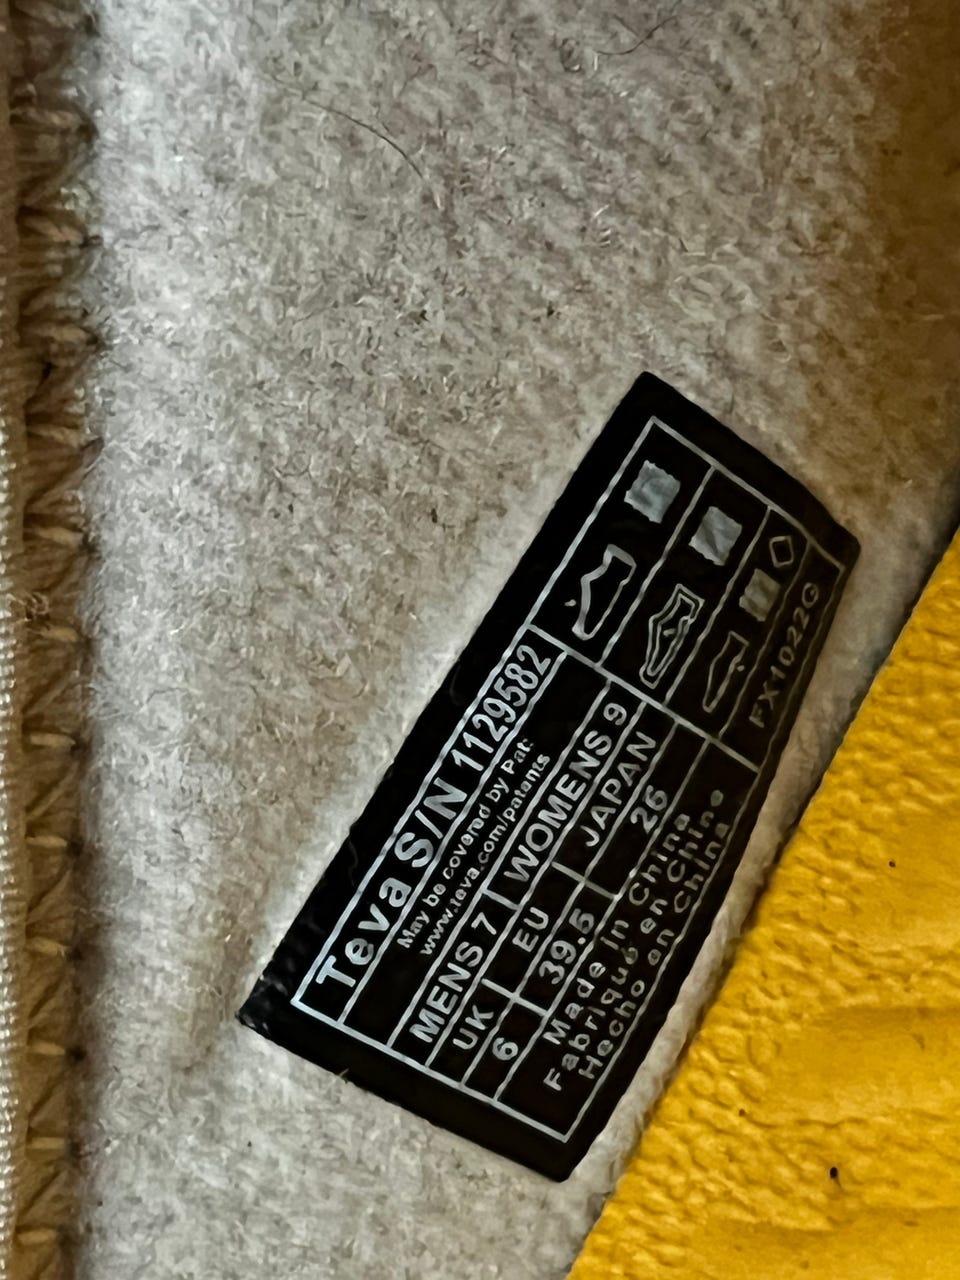 Teva S/N 1129582
May be covered by Pat:
www.teva.com/patents
MENS 7 WOMENS 9
UK EU JAPAN
6 39.5 26
Made in China
Fabriqué en Chine
Hecho en China
FX1022G